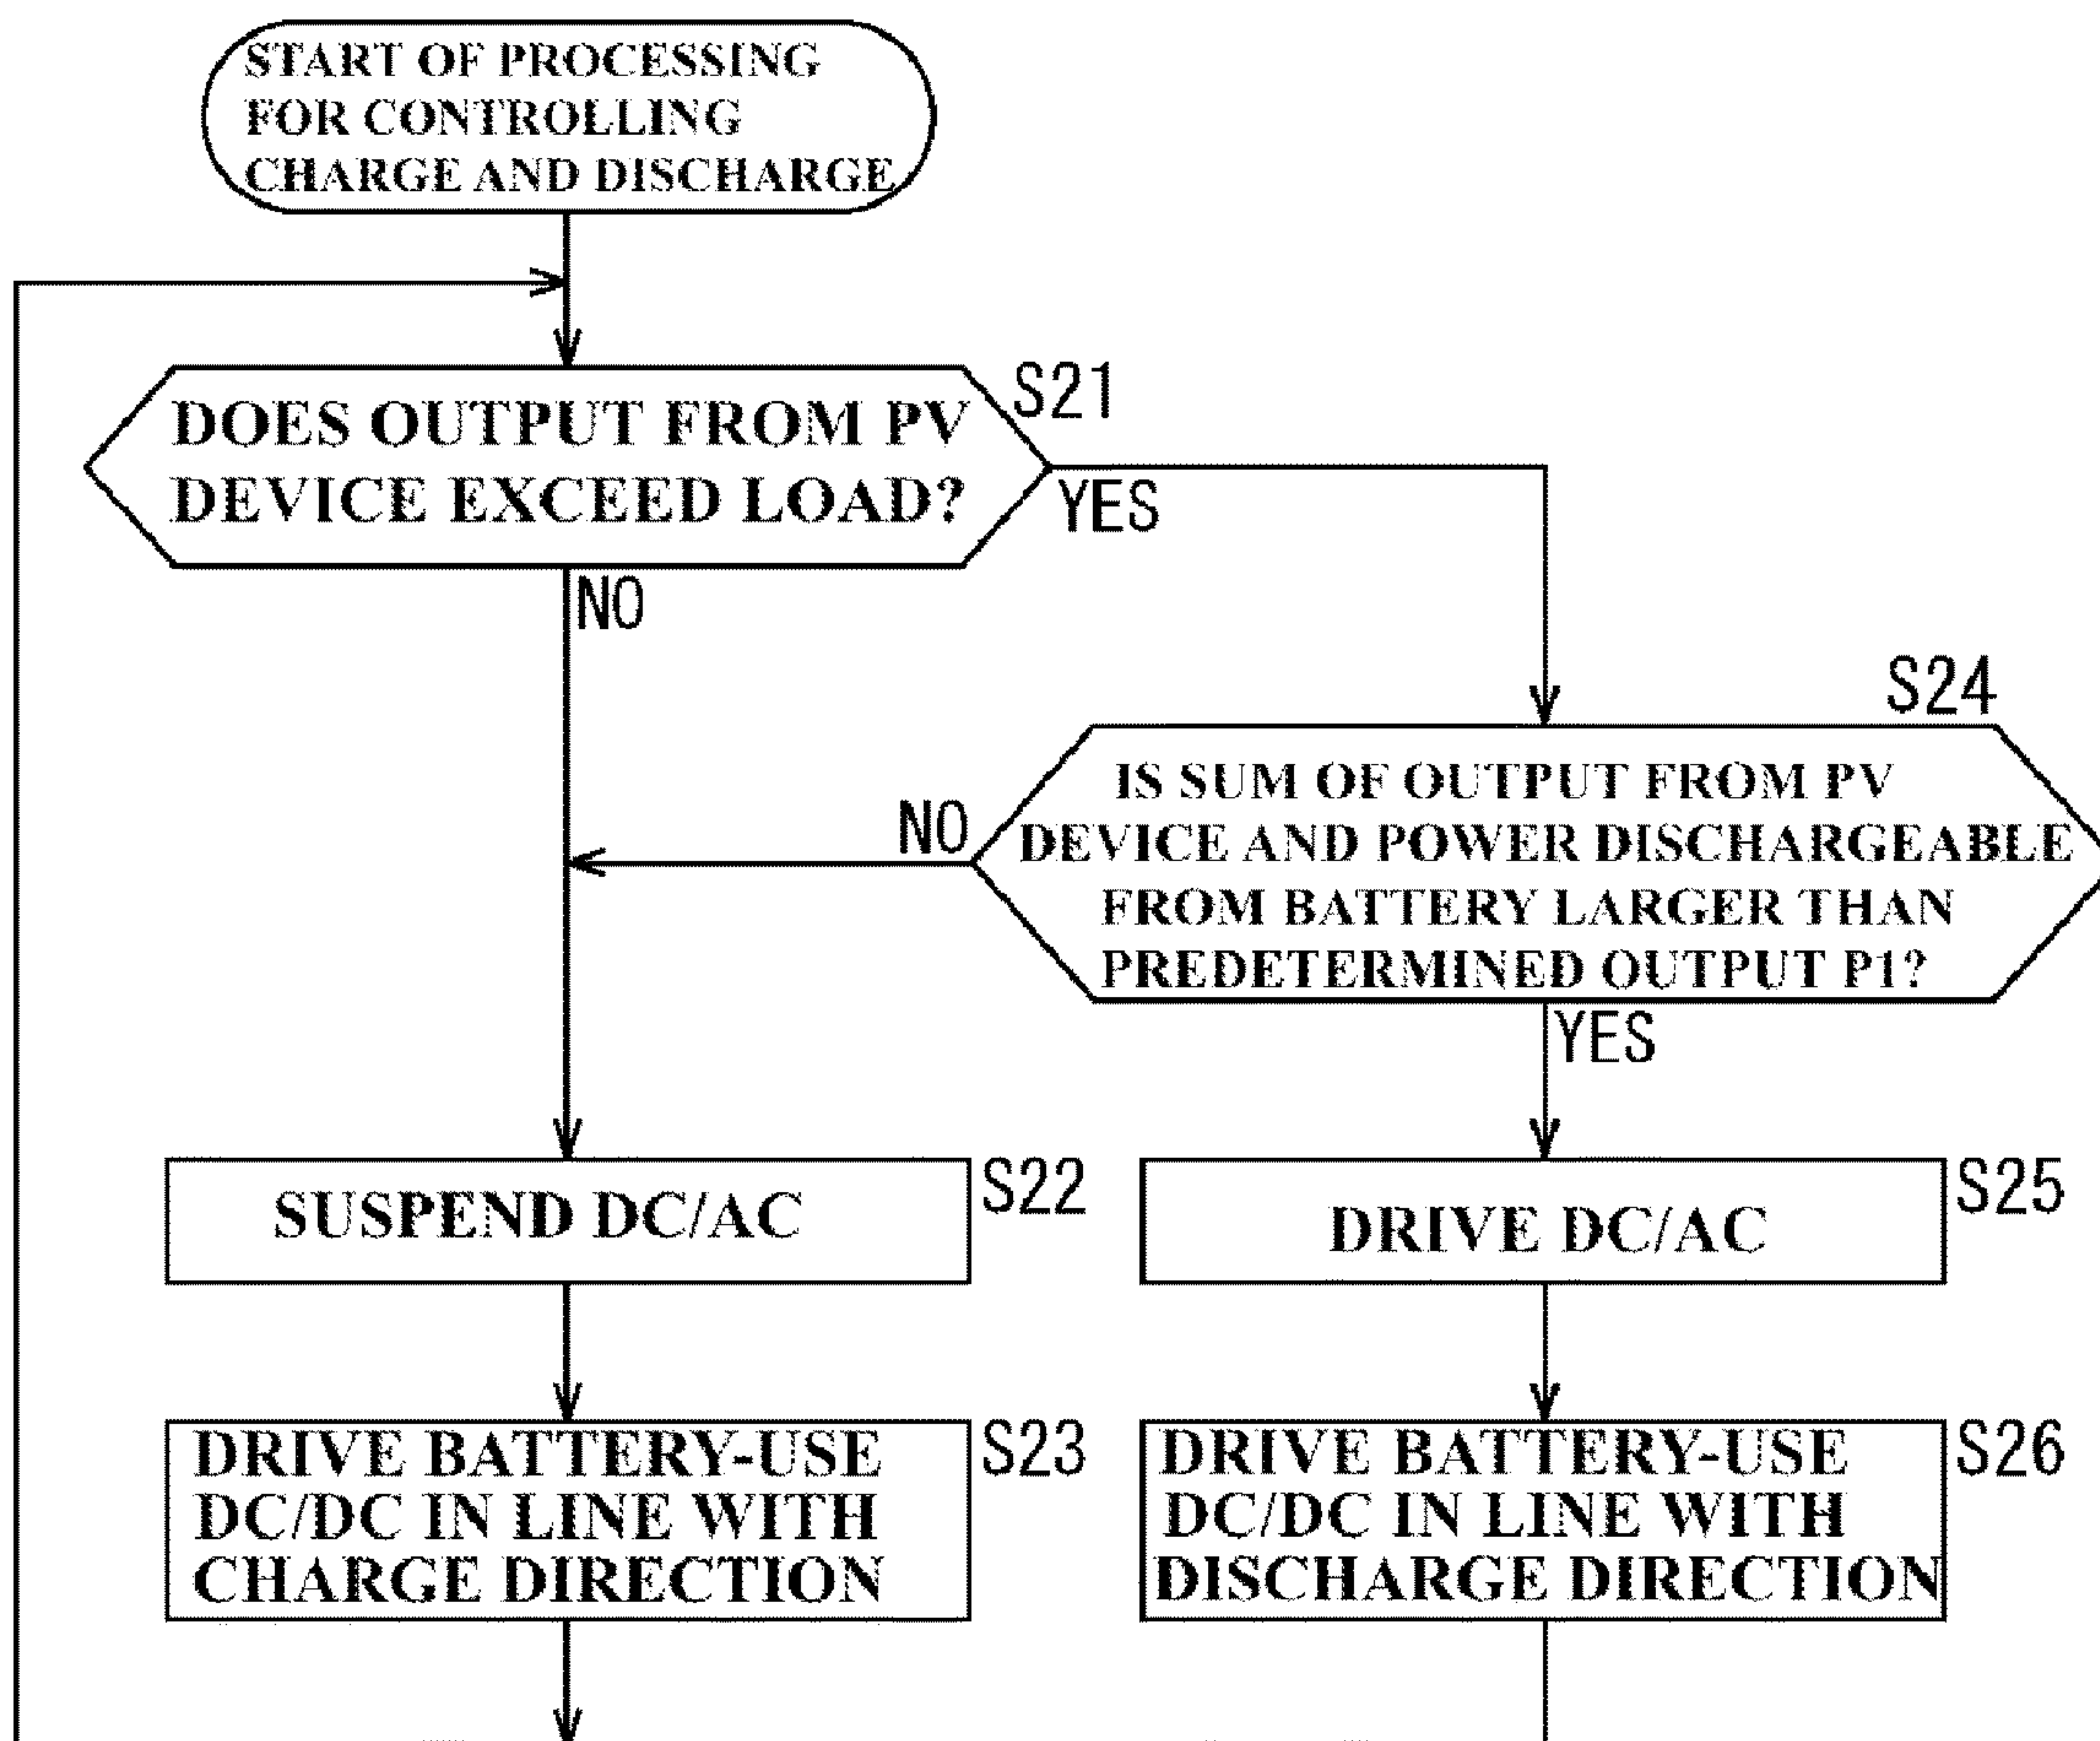 START OF PROCESSING
FOR CONTROLLING
CHARGE AND DISCHARGE
S21
DOES OUTPUT FROM PV
DEVICE EXCEED LOAD?
YES
NO
S24
IS SUM OF OUTPUT FROM PV
DEVICE AND POWER DISCHARGEABLE
FROM BATTERY LARGER THAN
PREDETERMINED OUTPUT P1?
NO
YES
S22
SUSPEND DC/AC
S25
DRIVE DC/AC
S23
DRIVE BATTERY-USE
DC/DC IN LINE WITH
CHARGE DIRECTION
S26
DRIVE BATTERY-USE
DC/DC IN LINE WITH
DISCHARGE DIRECTION